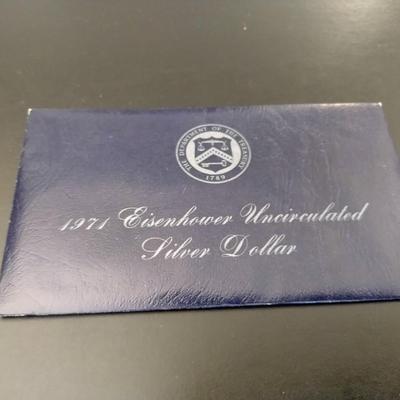 THE DEPARTMENT OF THE TREASURY
1789
1971 Eisenhower Uncirculated
Silver Dollar